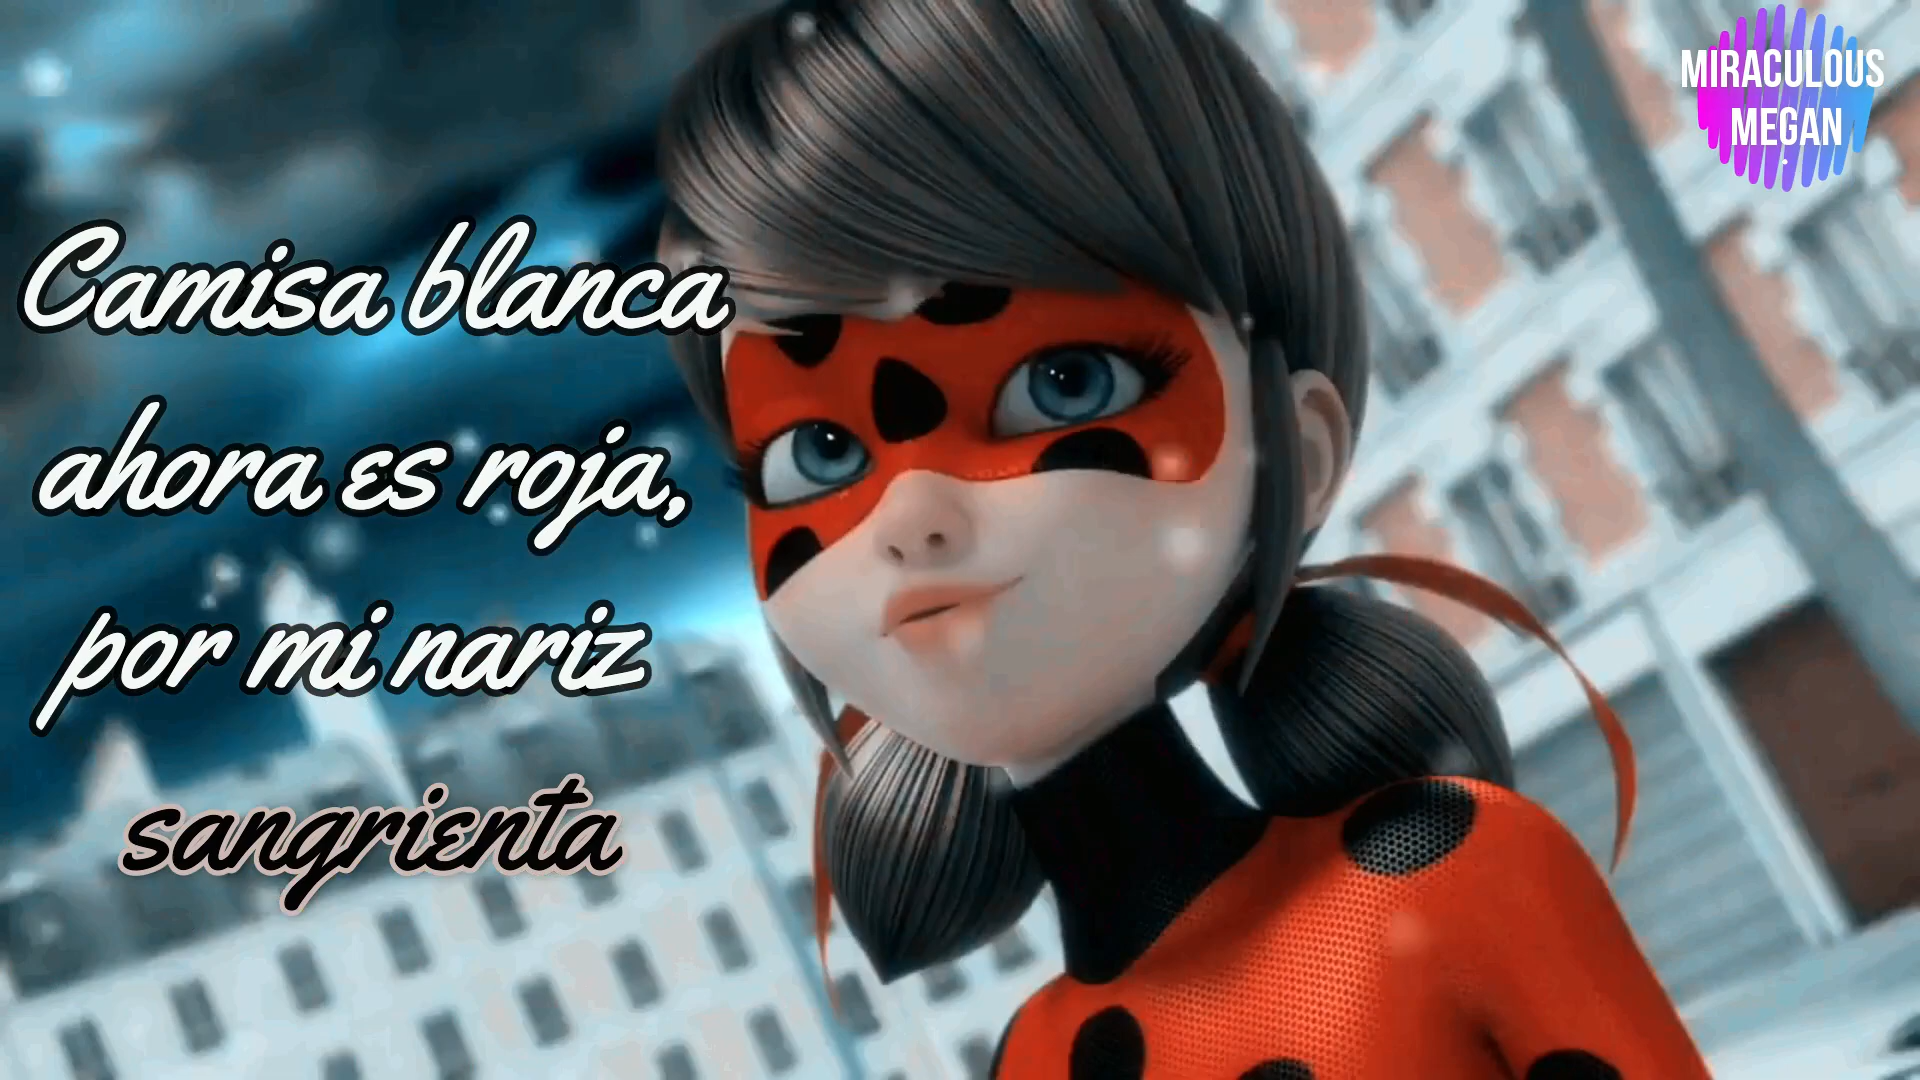 MIRACULOUS
MEGAN
Camisa blanca
ahora es roja,
por mi nariz
sangrienta